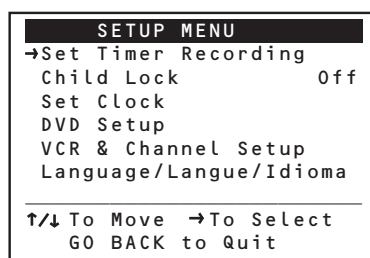 SETUP MENU
→Set Timer Recording
Child Lock Off
Set Clock
DVD Setup
VCR & Channel Setup
Language/Langue/Idioma
↑/↓ To Move →To Select
GO BACK to Quit